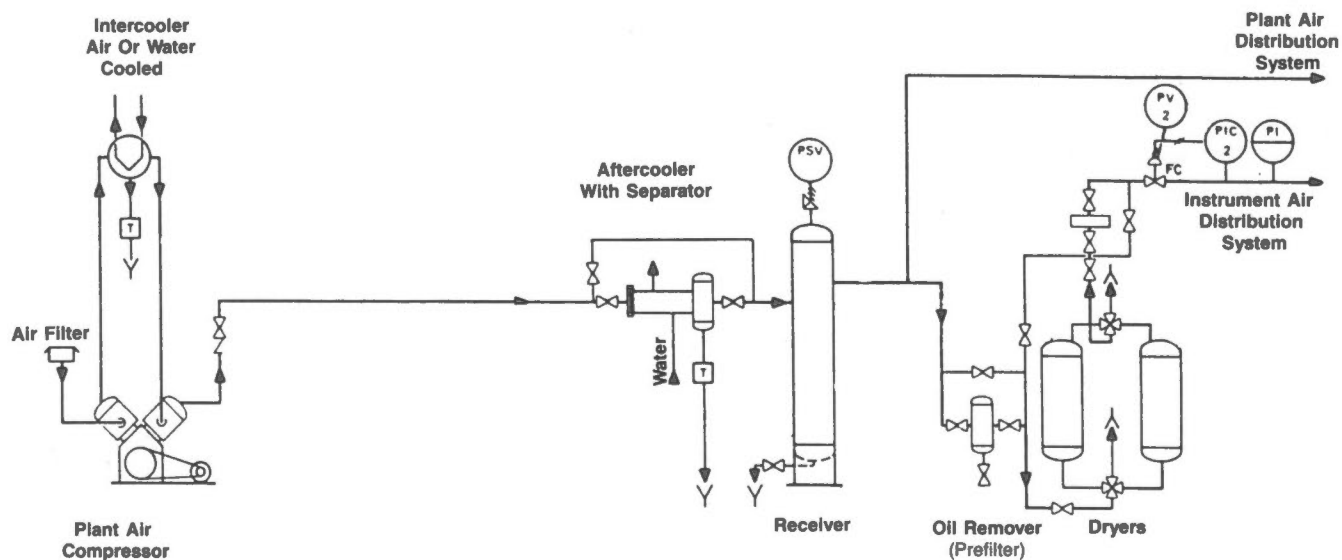 Intercooler
Air Or Water
Cooled
Plant Air
Distribution
System
PV
2
PIC
2
PI
PSV
Aftercooler
With Separator
FC
Instrument Air
Distribution
System
T
Air Filter
Water
T
Plant Air
Compressor
Receiver
Oil Remover
(Prefilter)
Dryers